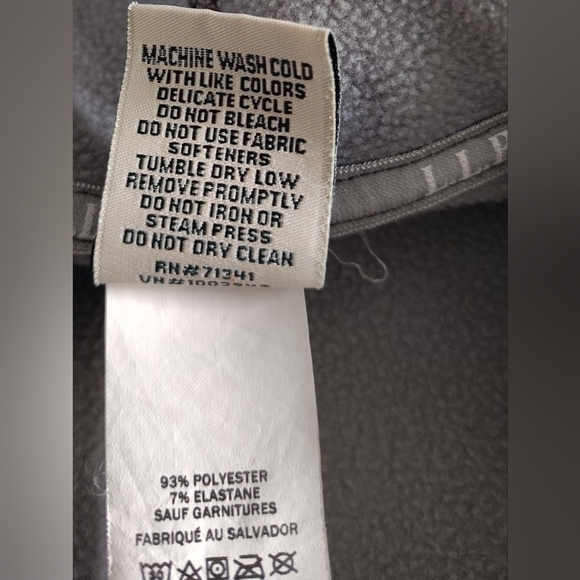 MACHINE WASH COLD
WITH LIKE COLORS
DELICATE CYCLE
DO NOT BLEACH
DO NOT USE FABRIC
SOFTENERS
TUMBLE DRY LOW
REMOVE PROMPTLY
DO NOT IRON OR
STEAM PRESS
DO NOT DRY CLEAN
RN#71341
L L
93% POLYESTER
7% ELASTANE
SAUF GARNITURES
FABRIQUÉ AU SALVADOR
30